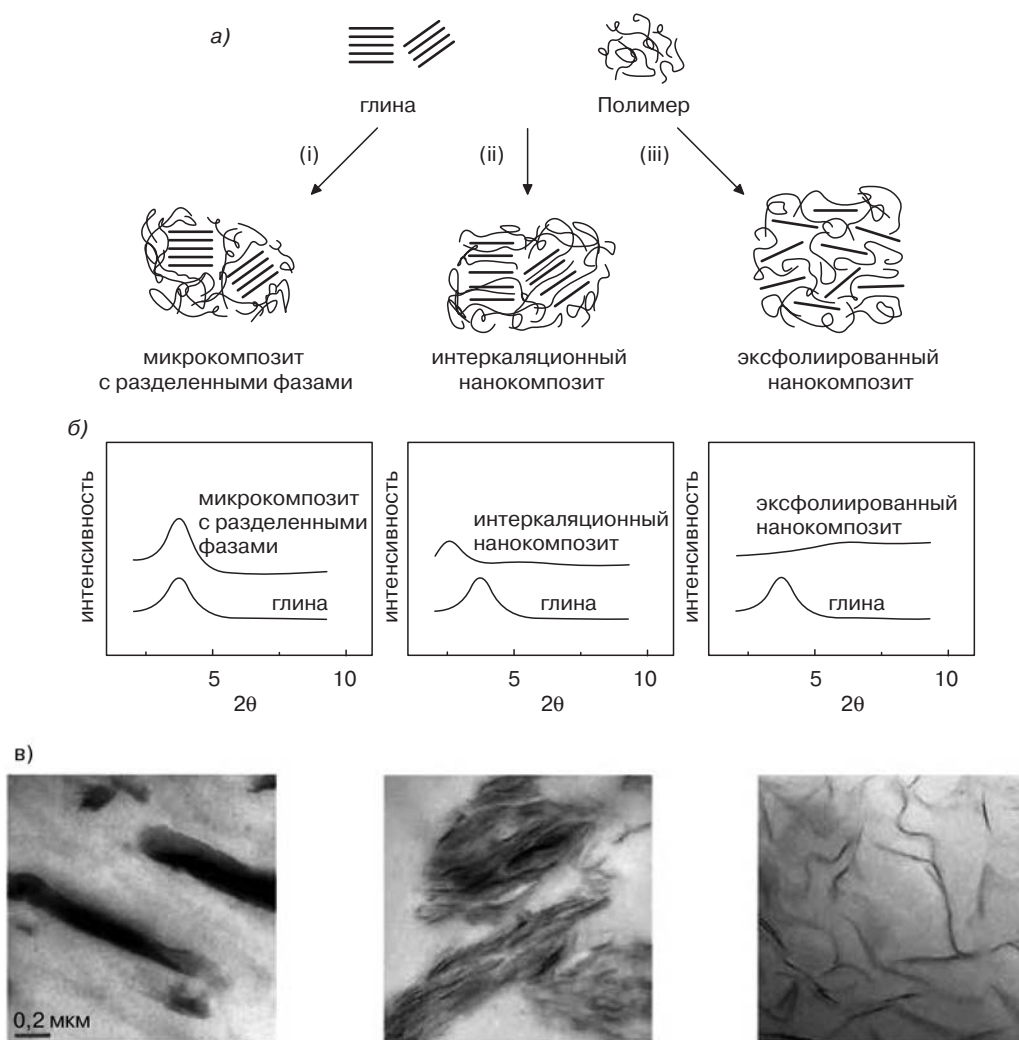 а)
глина
Полимер
(i)
(ii)
(iii)
микрокомпозит
с разделенными фазами
интеркаляционный
нанокомпозит
эксфолиированный
нанокомпозит
б)
интенсивность
микрокомпозит
с разделенными
фазами
глина
5
10
2θ
интенсивность
интеркаляционный
нанокомпозит
глина
5
10
2θ
интенсивность
эксфолиированный
нанокомпозит
глина
5
10
2θ
в)
0,2 мкм